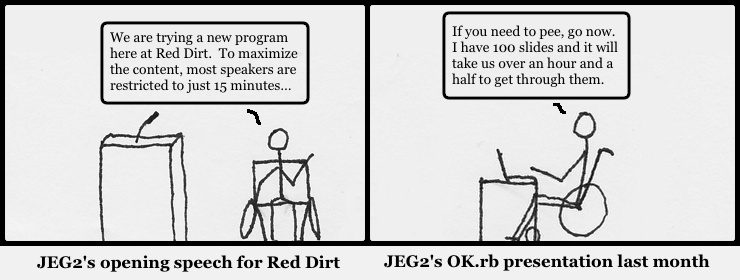 We are trying a new program
here at Red Dirt.  To maximize
the content, most speakers are
restricted to just 15 minutes...
If you need to pee, go now.
I have 100 slides and it will
take us over an hour and a
half to get through them.
JEG2's opening speech for Red Dirt
JEG2's OK.rb presentation last month